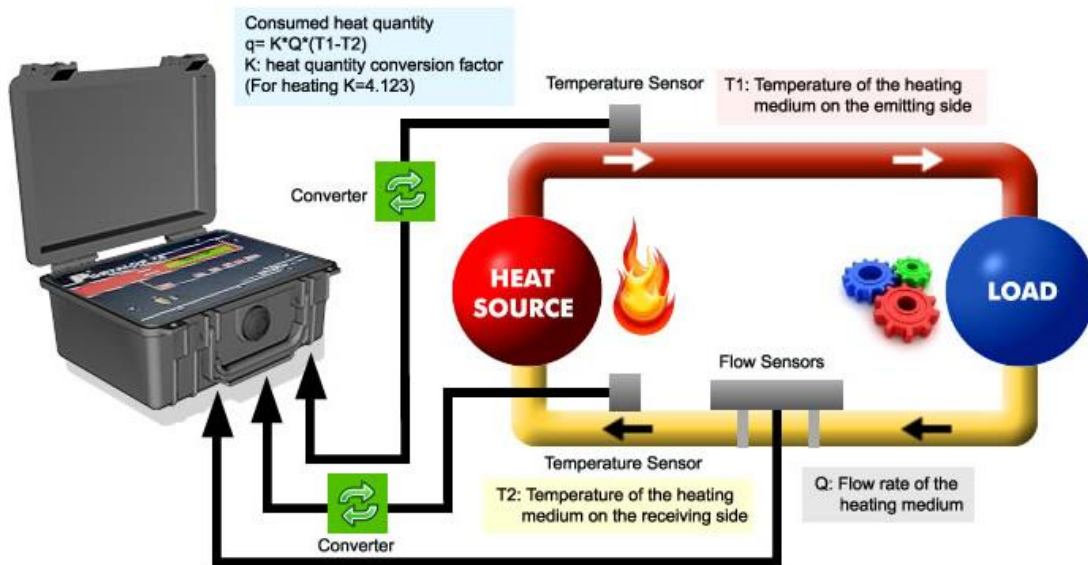 Consumed heat quantity
q= K*Q*(T1-T2)
K: heat quantity conversion factor
(For heating K=4.123)
Temperature Sensor
T1: Temperature of the heating
medium on the emitting side
Converter
HEAT
SOURCE
LOAD
Flow Sensors
Temperature Sensor
T2: Temperature of the heating
medium on the receiving side
Q: Flow rate of the
heating medium
Converter